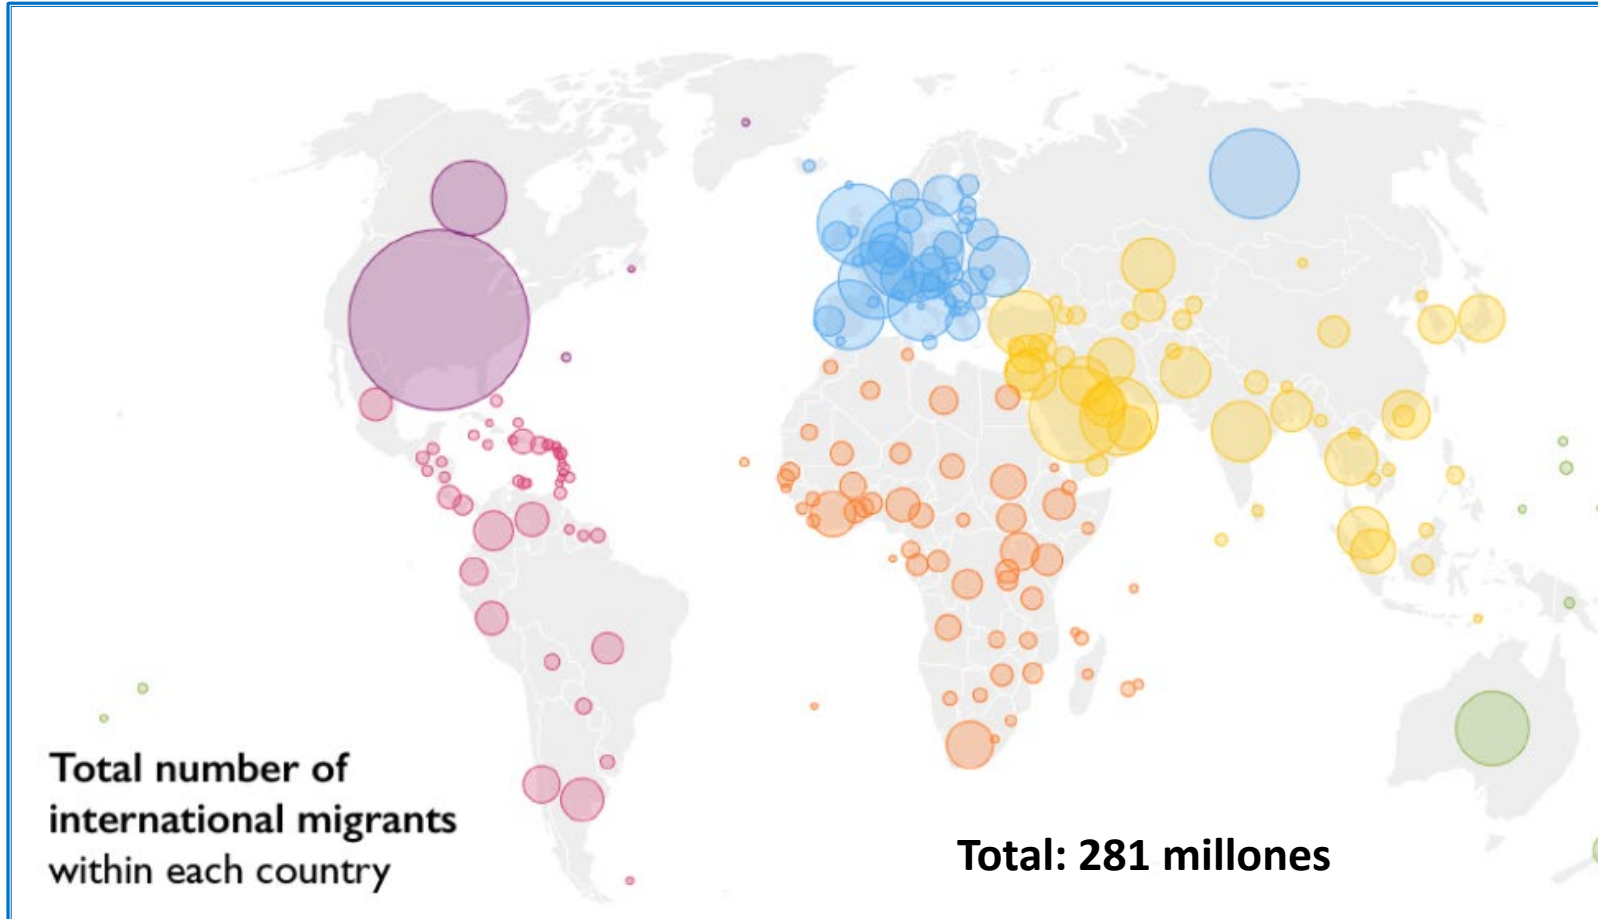 Total number of
international migrants
within each country
Total: 281 millones